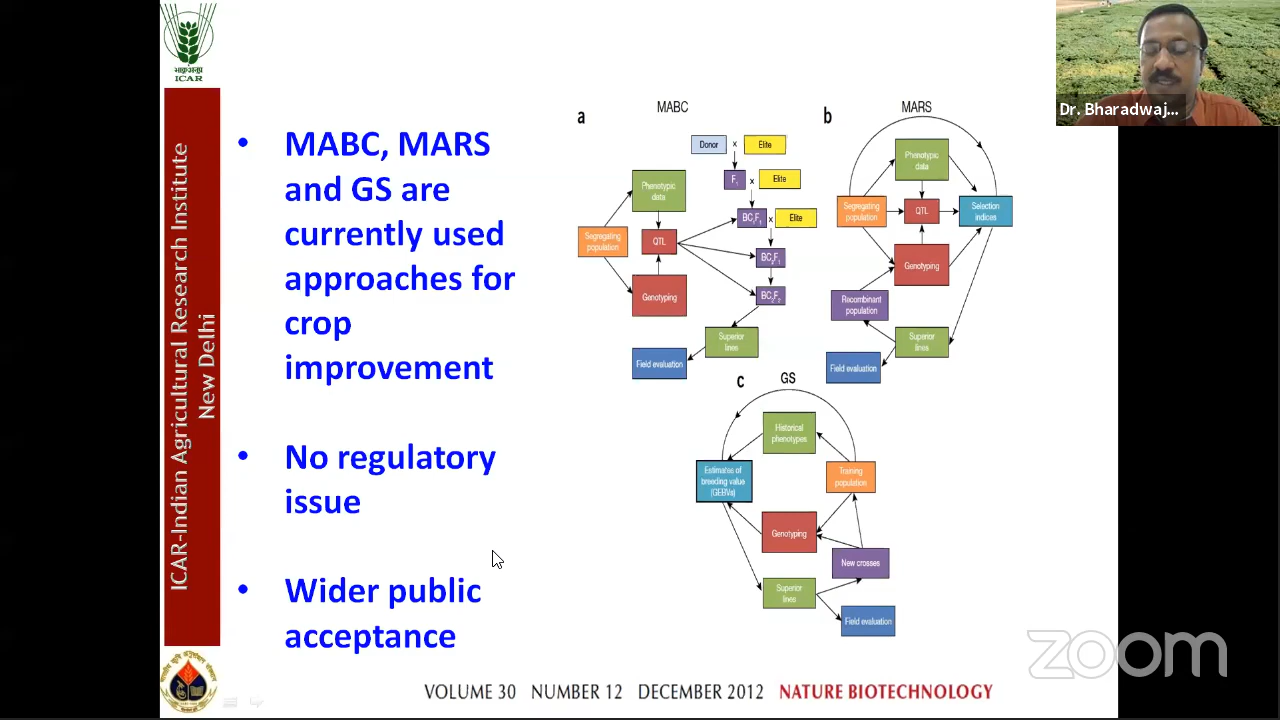 ICAR
ICAR-Indian Agricultural Research Institute
New Delhi
• MABC, MARS
and GS are
currently used
approaches for
crop
improvement
• No regulatory
issue
• Wider public
acceptance
a
MABC
Donor x Elite
F1 x Elite
Phenotypic
data
BC1F1 x Elite
Segregating
population
QTL
BC2F1
Genotyping
BC2F2
Superior
lines
Field evaluation
b
MARS
Phenotypic
data
Segregating
population
QTL
Selection
indices
Genotyping
Recombinant
population
Superior
lines
Field evaluation
c
GS
Historical
phenotypes
Estimates of
breeding value
(GEBVs)
Training
population
Genotyping
New crosses
Superior
lines
Field evaluation
VOLUME 30 NUMBER 12 DECEMBER 2012 NATURE BIOTECHNOLOGY
Dr. Bharadwaj...
zoom